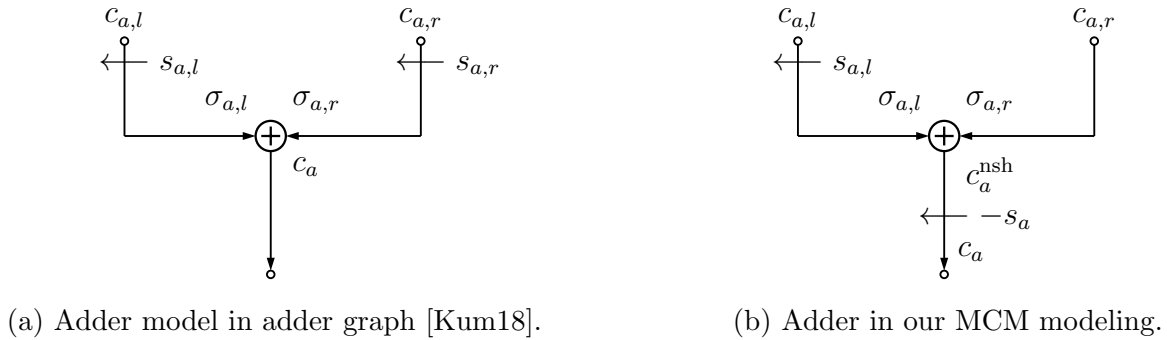 c_{a,l} c_{a,r} c_{a,l} c_{a,r}
← s_{a,l} ← s_{a,r} ← s_{a,l}
σ_{a,l} σ_{a,r} σ_{a,l} σ_{a,r}
+ +
c_a c_a^{nsh}
← −s_a
c_a
(a) Adder model in adder graph [Kum18]. (b) Adder in our MCM modeling.